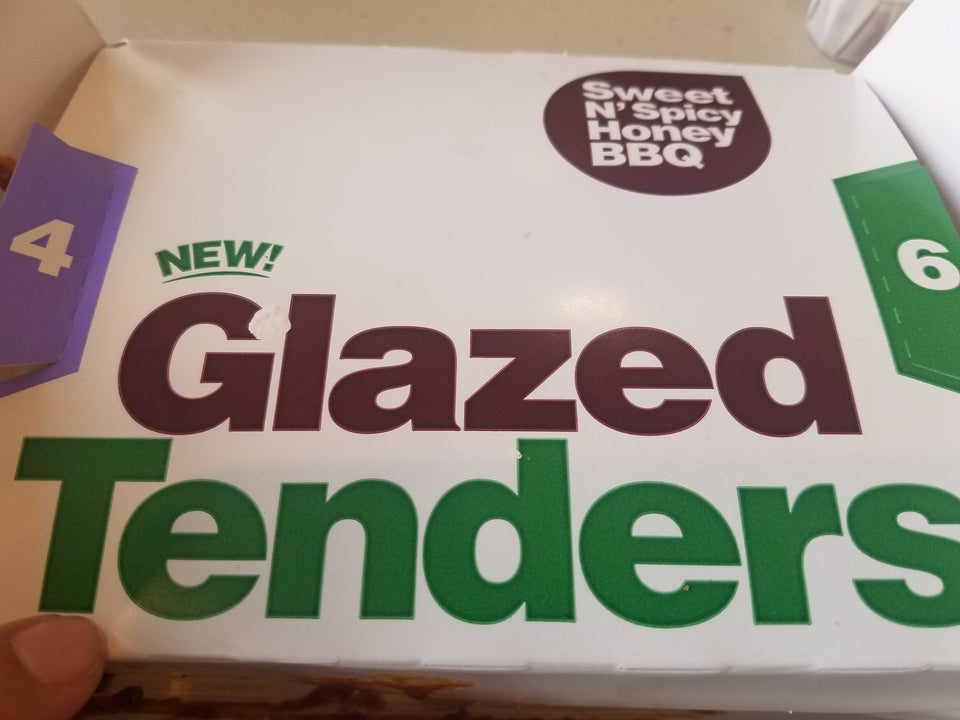 Sweet
N' Spicy
Honey
BBQ
4
6
NEW!
Glazed
Tenders